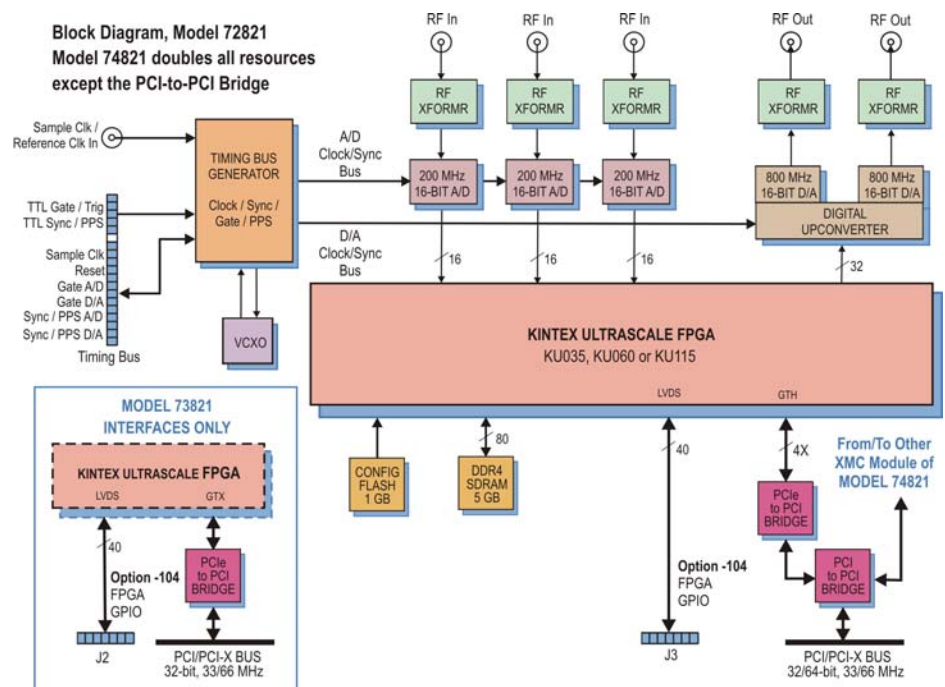 Block Diagram, Model 72821
Model 74821 doubles all resources
except the PCI-to-PCI Bridge
RF In
RF In
RF In
RF Out
RF Out
RF
XFORMR
RF
XFORMR
RF
XFORMR
RF
XFORMR
RF
XFORMR
Sample Clk /
Reference Clk In
TIMING BUS
GENERATOR
Clock / Sync /
Gate / PPS
A/D
Clock/Sync
Bus
200 MHz
16-BIT A/D
200 MHz
16-BIT A/D
200 MHz
16-BIT A/D
800 MHz
16-BIT D/A
800 MHz
16-BIT D/A
DIGITAL
UPCONVERTER
TTL Gate / Trig
TTL Sync / PPS
Sample Clk
Reset
Gate A/D
Gate D/A
Sync / PPS A/D
Sync / PPS D/A
Timing Bus
D/A
Clock/Sync
Bus
16
16
16
32
VCXO
KINTEX ULTRASCALE FPGA
KU035, KU060 or KU115
LVDS
GTH
MODEL 73821
INTERFACES ONLY
KINTEX ULTRASCALE FPGA
LVDS
GTX
40
PCIe
to PCI
BRIDGE
Option -104
FPGA
GPIO
J2
PCI/PCI-X BUS
32-bit, 33/66 MHz
CONFIG
FLASH
1 GB
80
DDR4
SDRAM
5 GB
40
4X
From/To Other
XMC Module of
MODEL 74821
PCIe
to PCI
BRIDGE
Option -104
FPGA
GPIO
PCI
to PCI
BRIDGE
J3
PCI/PCI-X BUS
32/64-bit, 33/66 MHz